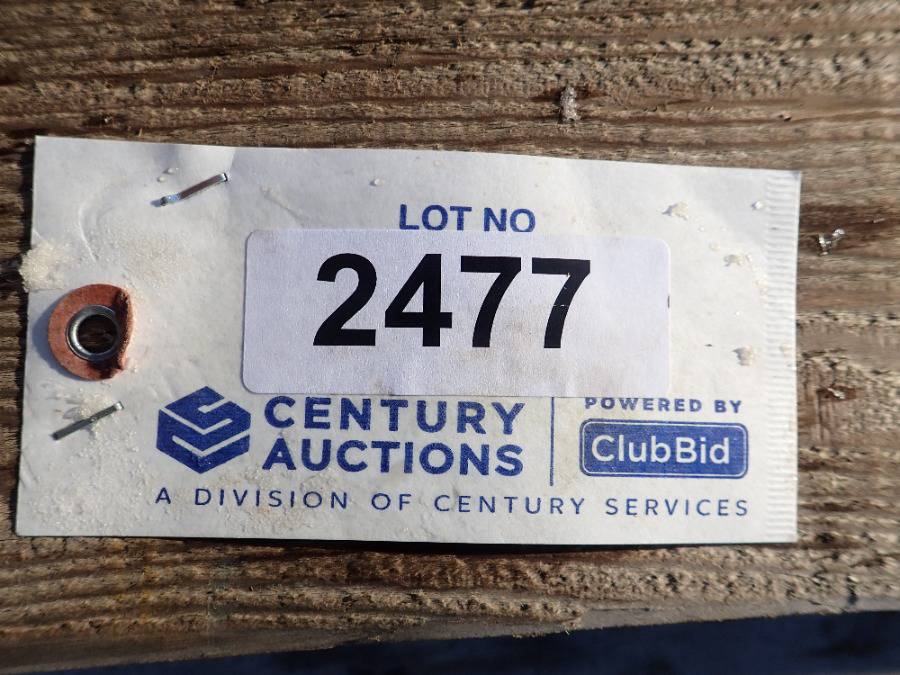 LOT NO
2477
CENTURY
AUCTIONS
POWERED BY
ClubBid
A DIVISION OF CENTURY SERVICES